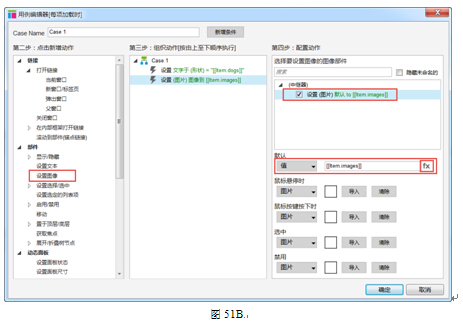 用例编辑器[每项加载时]
Case Name Case 1 新增条件
第二步：点击新增动作
链接
打开链接
当前窗口
新窗口/标签页
弹出窗口
父窗口
关闭窗口
在内部框架打开链接
滚动到部件(锚点链接)
部件
显示/隐藏
设置文本
设置图像
设置选择/选中
设置选定的列表项
启用/禁用
移动
置于顶层/底层
获取焦点
展开/折叠树节点
动态面板
设置面板状态
设置面板尺寸
第三步：组织动作[按由上至下顺序执行]
Case 1
设置 文字于 (形状) = "[[Item.dogs]]"
设置 (图片) 图像到 [[Item.images]]
第四步：配置动作
选择要设置图像的图像部件
搜索 隐藏未命名的
(中继器)
设置 (图片) 默认 to [[Item.images]]
默认
值 [[Item.images]] fx
鼠标悬停时
图片 导入 清除
鼠标按键按下时
图片 导入 清除
选中
图片 导入 清除
禁用
图片 导入 清除
确定 取消
图 51B.